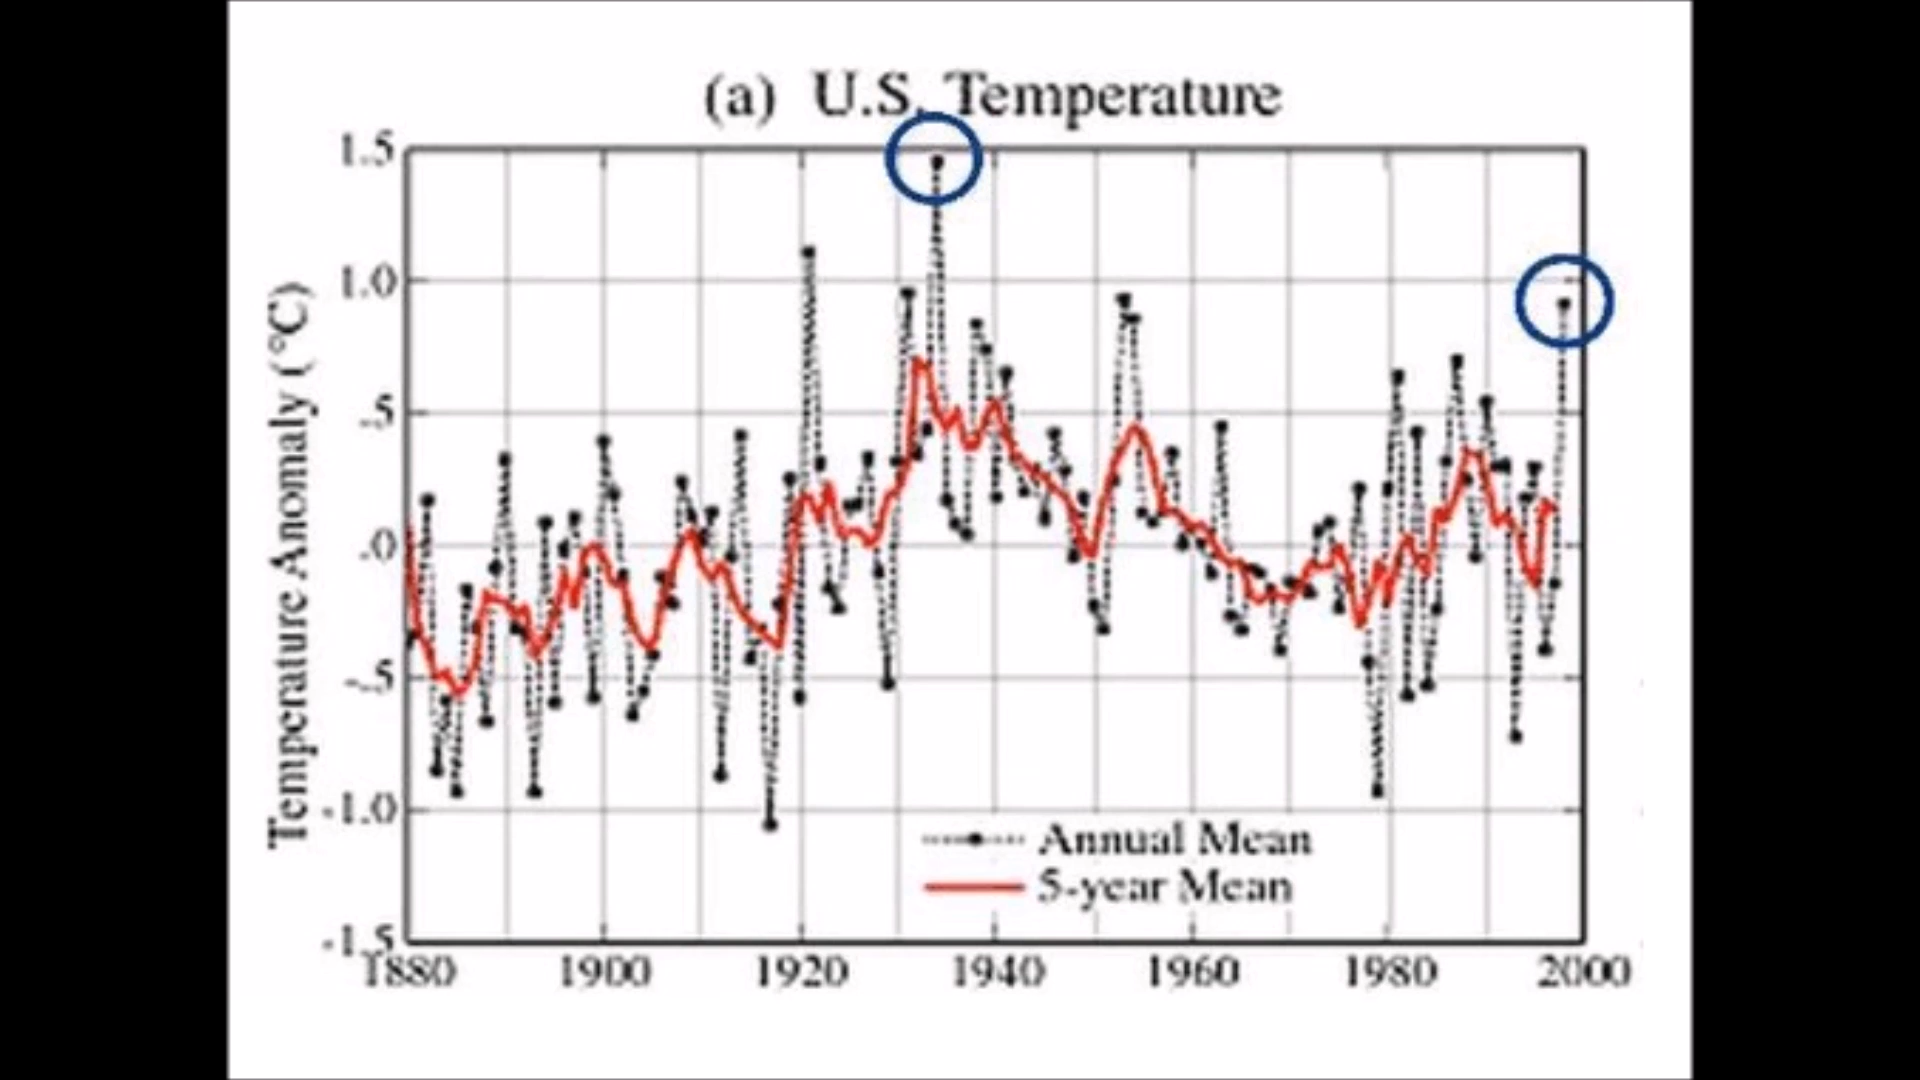 (a) U.S. Temperature
1.5
1.0
.5
.0
-.5
-1.0
-1.5
Temperature Anomaly (°C)
Annual Mean
5-year Mean
1880 1900 1920 1940 1960 1980 2000